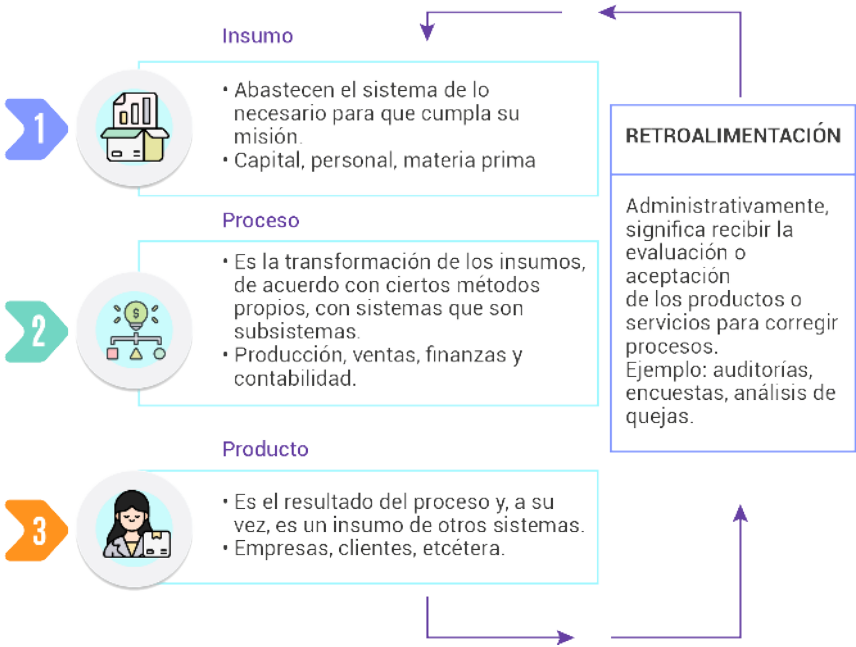 Insumo
1
• Abastecen el sistema de lo
necesario para que cumpla su
misión.
• Capital, personal, materia prima
Proceso
2
• Es la transformación de los insumos,
de acuerdo con ciertos métodos
propios, con sistemas que son
subsistemas.
• Producción, ventas, finanzas y
contabilidad.
Producto
3
• Es el resultado del proceso y, a su
vez, es un insumo de otros sistemas.
• Empresas, clientes, etcétera.
RETROALIMENTACIÓN
Administrativamente,
significa recibir la
evaluación o
aceptación
de los productos o
servicios para corregir
procesos.
Ejemplo: auditorías,
encuestas, análisis de
quejas.
$